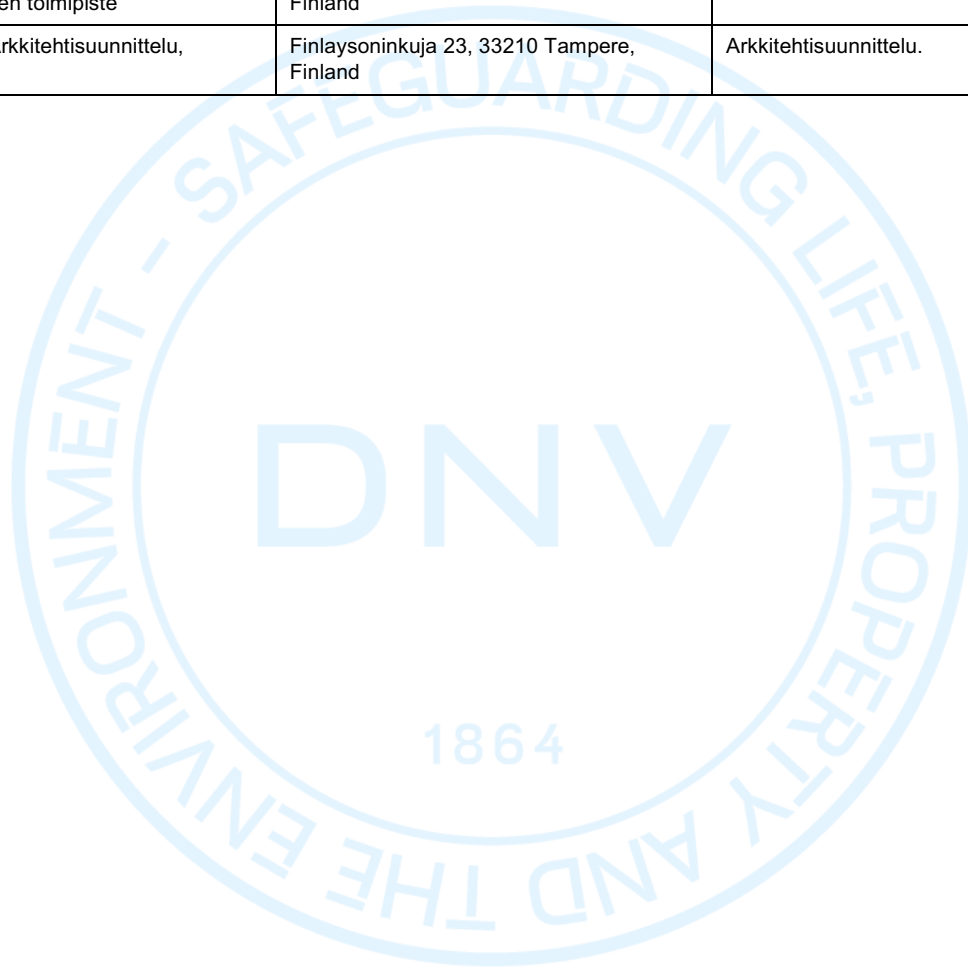 en toimipiste
Finland
rkkitehtisuunnittelu,
Finlaysoninkuja 23, 33210 Tampere,
Finland
Arkkitehtisuunnittelu.
SAFEGUARDING LIFE, PROPERTY AND THE ENVIRONMENT -
DNV
1864